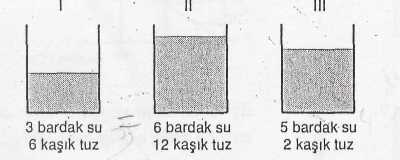 I II III
3 bardak su 6 bardak su 5 bardak su
6 kaşık tuz = 12 kaşık tuz 2 kaşık tuz